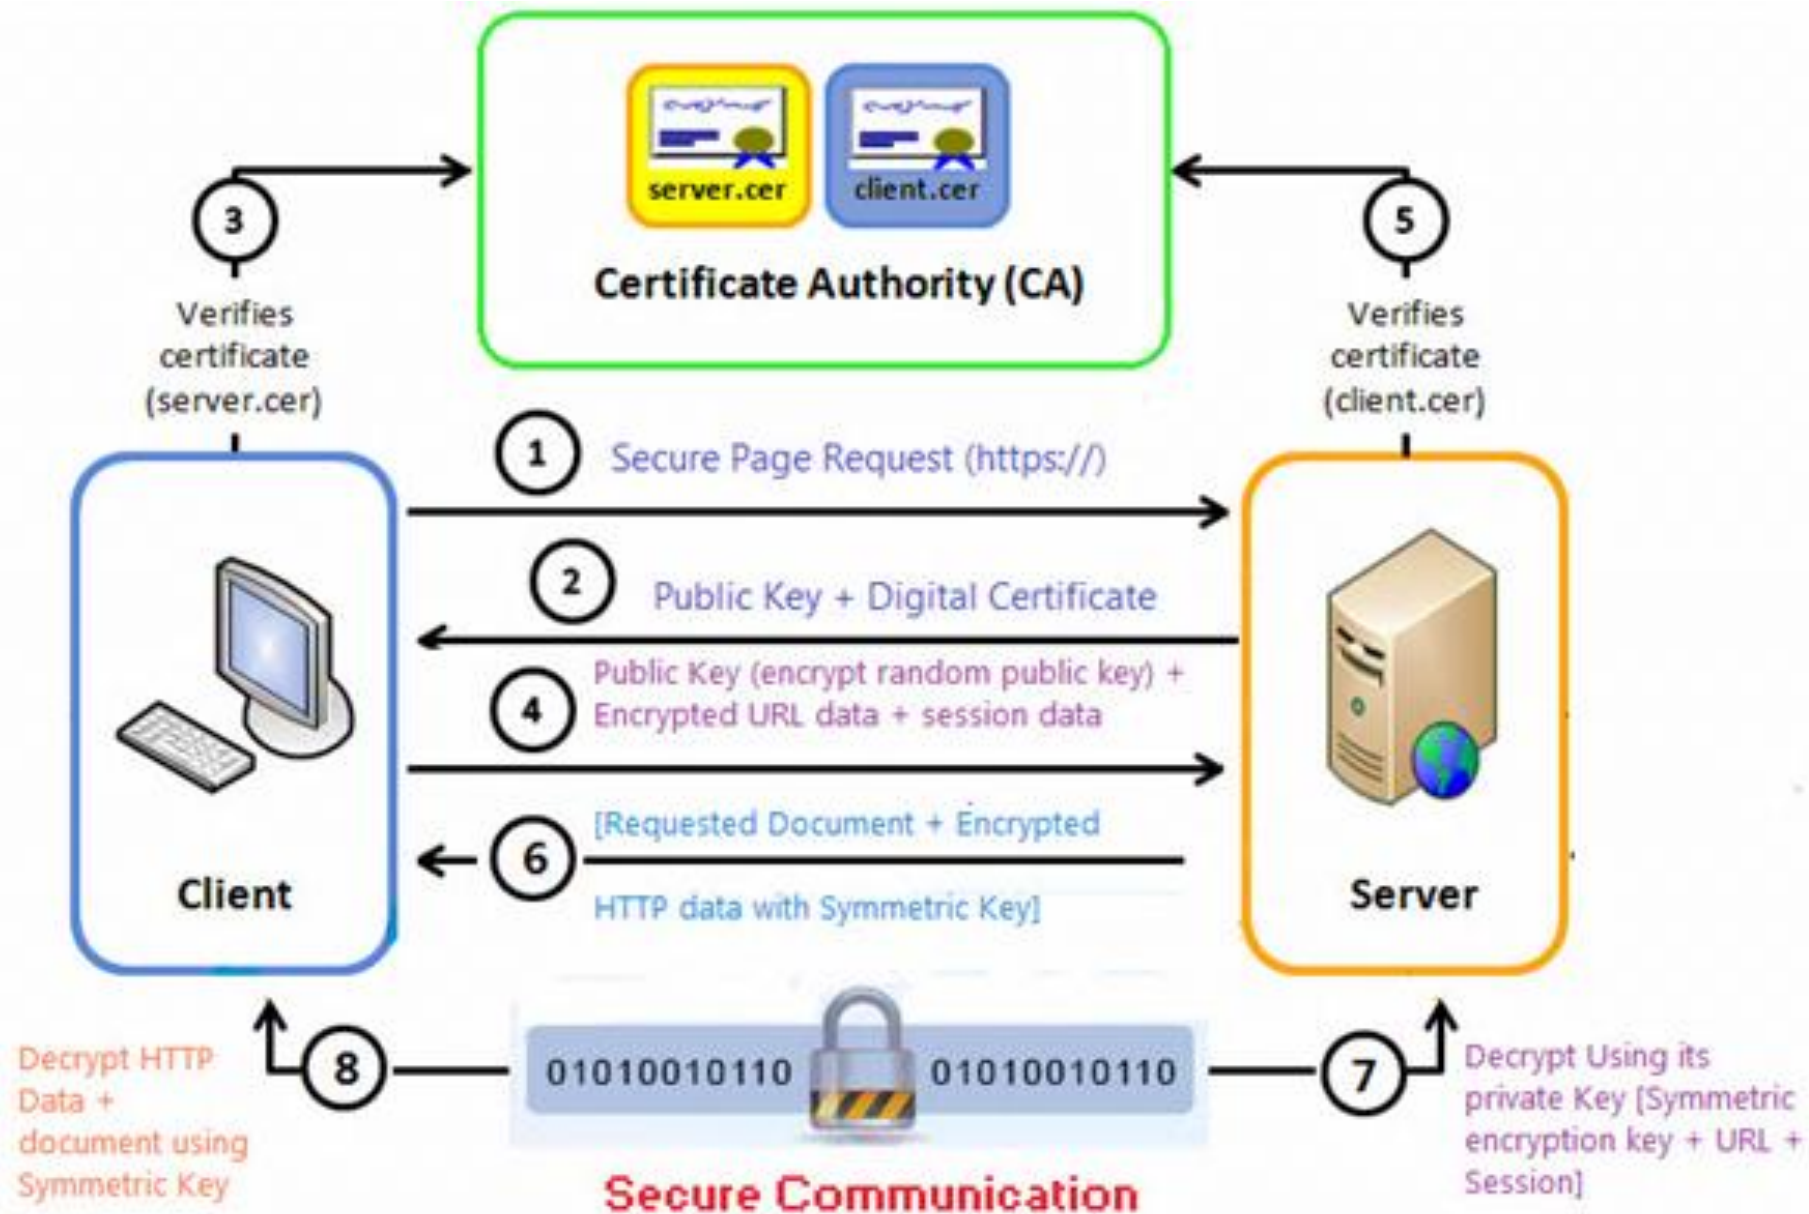 server.cer
client.cer
Certificate Authority (CA)
3
Verifies
certificate
(server.cer)
5
Verifies
certificate
(client.cer)
1
Secure Page Request (https://)
2
Public Key + Digital Certificate
4
Public Key (encrypt random public key) +
Encrypted URL data + session data
6
[Requested Document + Encrypted
HTTP data with Symmetric Key]
Client
Server
8
Decrypt HTTP
Data +
document using
Symmetric Key
01010010110
01010010110
7
Decrypt Using its
private Key [Symmetric
encryption key + URL +
Session]
Secure Communication